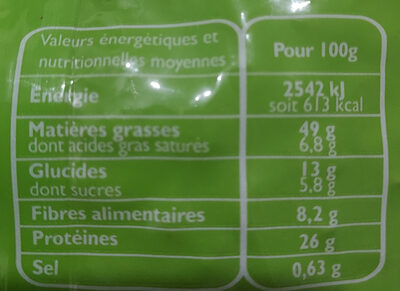 Valeurs énergétiques et
nutritionnelles moyennes :
Pour 100g
Énergie
2542 kJ
soit 613 kcal
Matières grasses
49 g
dont acides gras saturés
6,8 g
Glucides
13 g
dont sucres
5,8 g
Fibres alimentaires
8,2 g
Protéines
26 g
Sel
0,63 g